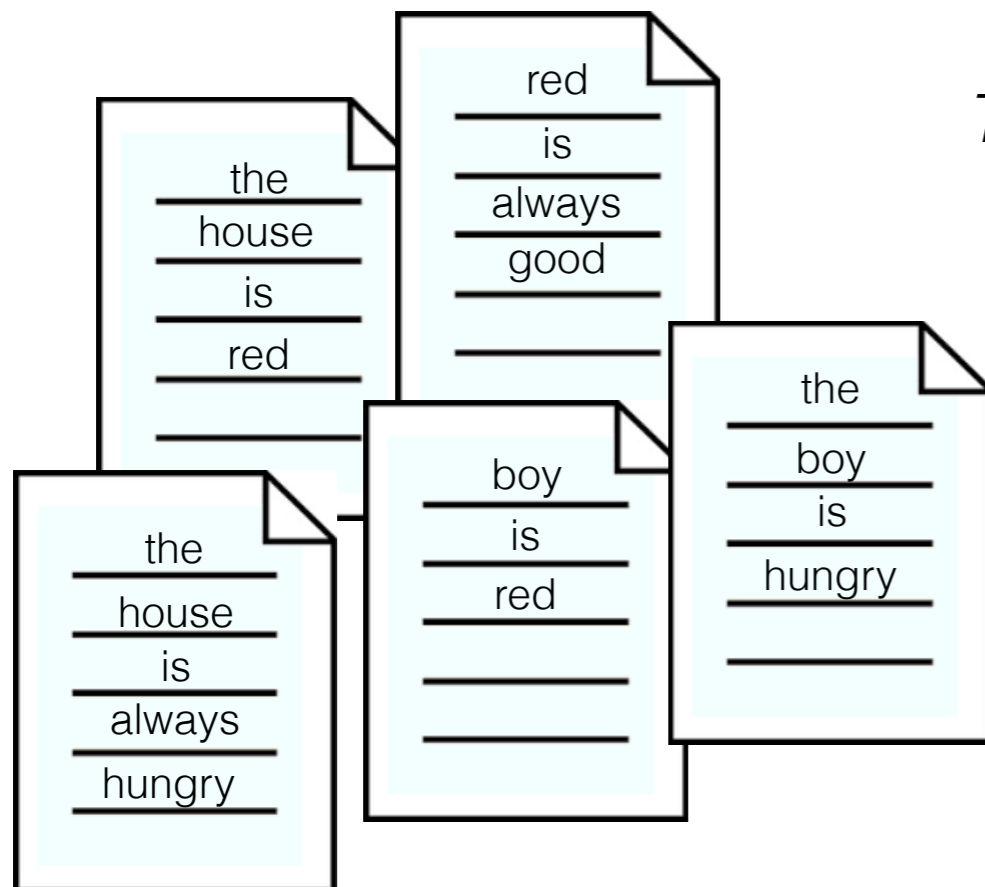 the
house
is
red
red
is
always
good
the
house
is
always
hungry
boy
is
red
the
boy
is
hungry